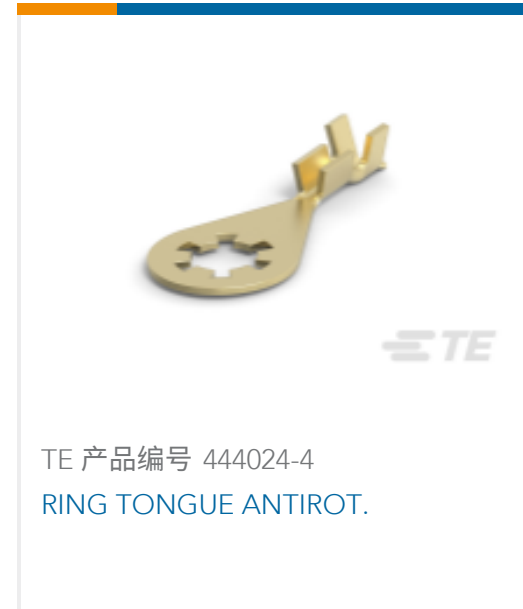 TE
TE 产品编号 444024-4
RING TONGUE ANTIROT.